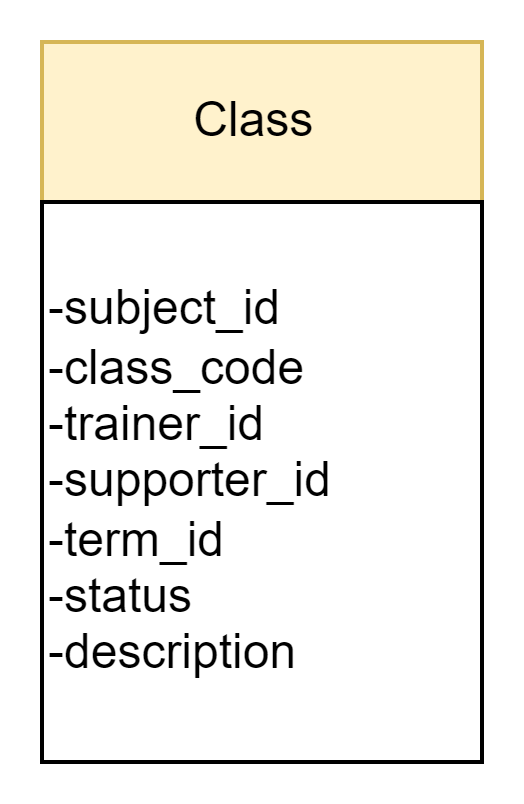 Class
-subject_id
-class_code
-trainer_id
-supporter_id
-term_id
-status
-description